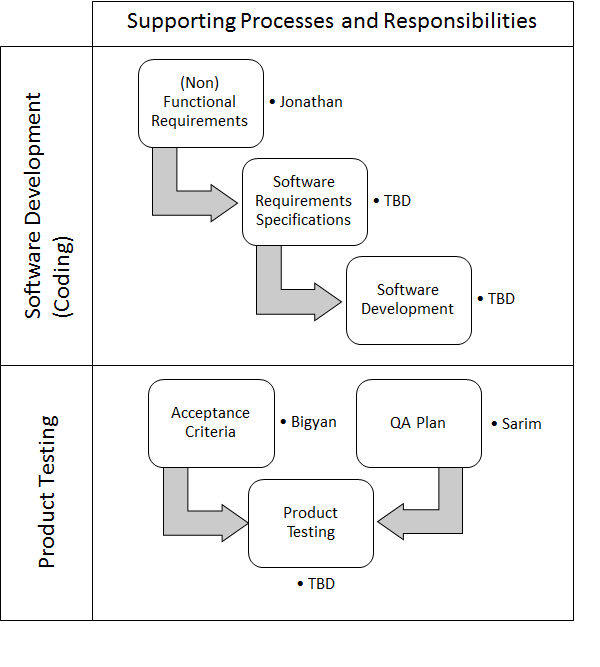 Supporting Processes and Responsibilities
Software Development
(Coding)
(Non)
Functional
Requirements
• Jonathan
Software
Requirements
Specifications
• TBD
Software
Development
• TBD
Product Testing
Acceptance
Criteria
• Bigyan
QA Plan
• Sarim
Product
Testing
• TBD